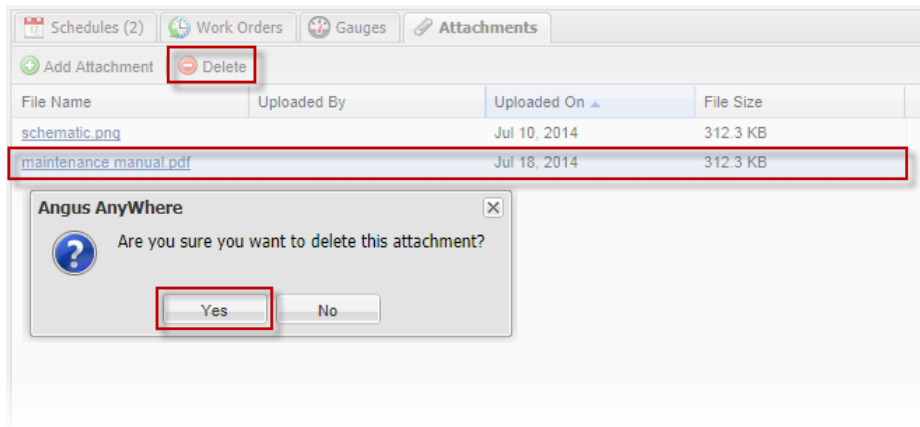 Schedules (2) Work Orders Gauges Attachments
Add Attachment Delete
File Name Uploaded By Uploaded On File Size
schematic.png Jul 10, 2014 312.3 KB
maintenance manual.pdf Jul 18, 2014 312.3 KB
Angus AnyWhere
Are you sure you want to delete this attachment?
Yes No